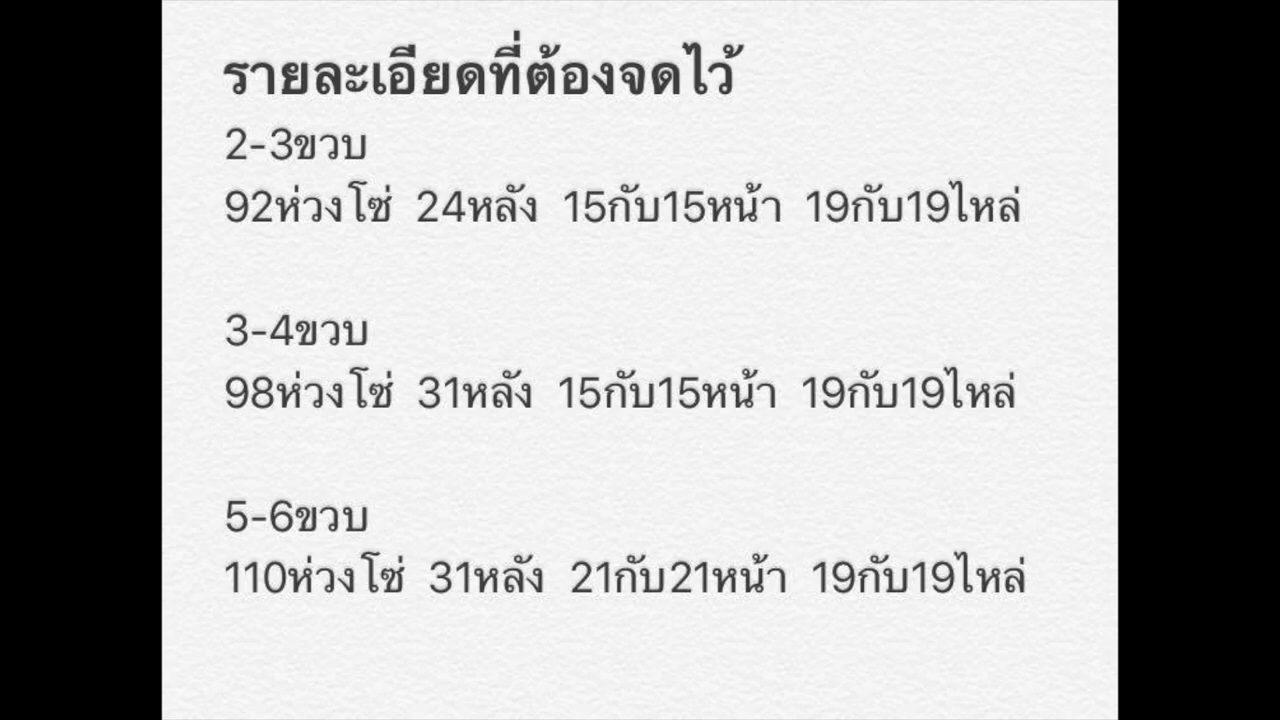 รายละเอียดที่ต้องจดไว้
2-3ขวบ
92ห่วงโซ่ 24หลัง 15กับ15หน้า 19กับ19ไหล่
3-4ขวบ
98ห่วงโซ่ 31หลัง 15กับ15หน้า 19กับ19ไหล่
5-6ขวบ
110ห่วงโซ่ 31หลัง 21กับ21หน้า 19กับ19ไหล่